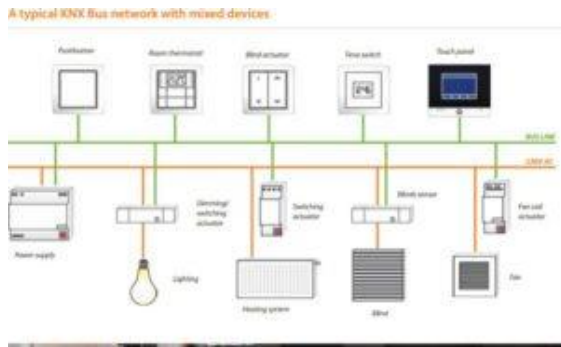 A typical KNX Bus network with mixed devices
Pushbutton
Room thermostat
Blind actuator
Time switch
Touch panel
BUS LINE
230V AC
Dimming/
switching
actuator
Switching
actuator
Blinds sensor
Fan coil
actuator
Power supply
Lighting
Heating system
Blind
Fan